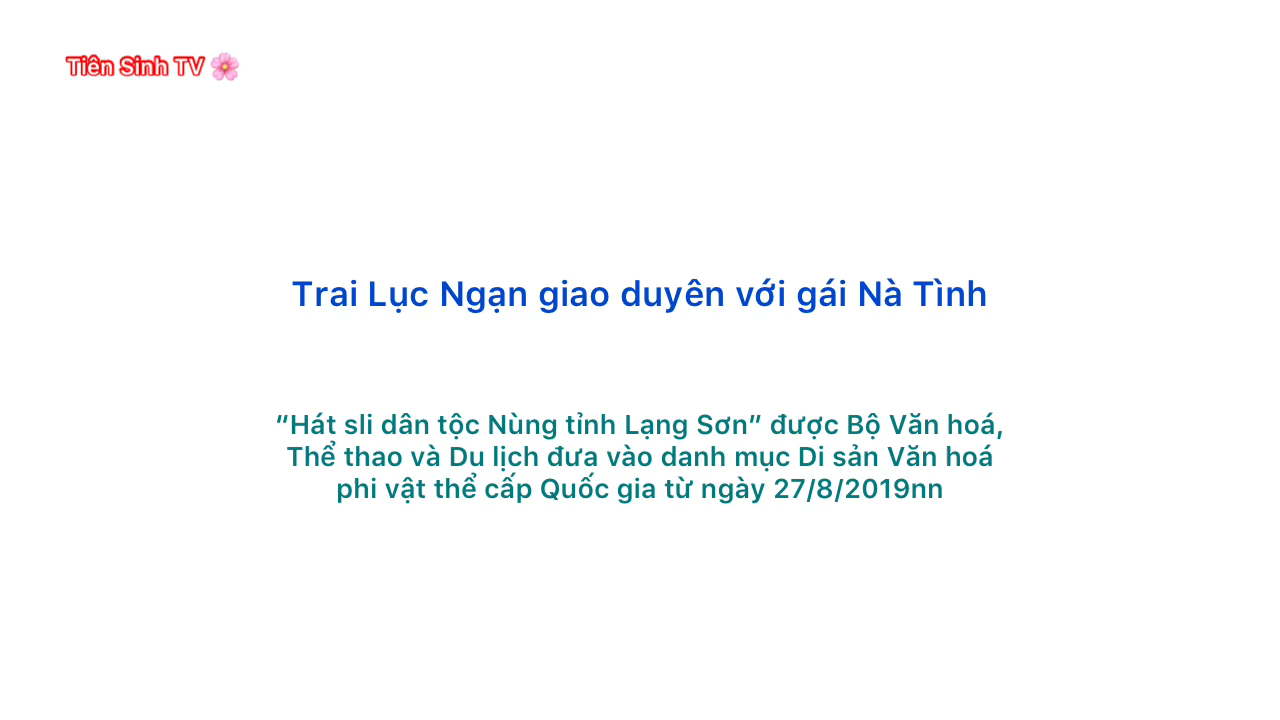 Tiên Sinh TV 🌸
Trai Lục Ngạn giao duyên với gái Nà Tình
“Hát sli dân tộc Nùng tỉnh Lạng Sơn” được Bộ Văn hoá,
Thể thao và Du lịch đưa vào danh mục Di sản Văn hoá
phi vật thể cấp Quốc gia từ ngày 27/8/2019nn